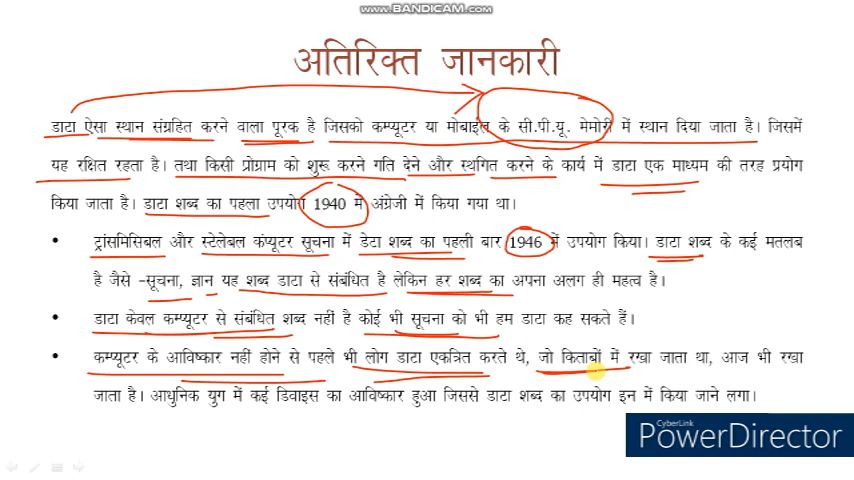 www.BANDICAM.com
अतिरिक्त जानकारी
डाटा ऐसा स्थान संग्रहित करने वाला पूरक है जिसको कम्प्यूटर या मोबाईल के सी.पी.यू. मेमोरी में स्थान दिया जाता है। जिसमें
यह रक्षित रहता है। तथा किसी प्रोग्राम को शुरू करने गति देने और स्थगित करने के कार्य में डाटा एक माध्यम की तरह प्रयोग
किया जाता है। डाटा शब्द का पहला उपयोग 1940 में अंग्रेजी में किया गया था।
• ट्रांसमिसिबल और स्टेलेबल कंप्यूटर सूचना में डेटा शब्द का पहली बार 1946 में उपयोग किया। डाटा शब्द के कई मतलब
है जैसे -सूचना, ज्ञान यह शब्द डाटा से संबंधित है लेकिन हर शब्द का अपना अलग ही महत्व है।
• डाटा केवल कम्प्यूटर से संबंधित शब्द नहीं है कोई भी सूचना को भी हम डाटा कह सकते हैं।
• कम्प्यूटर के आविष्कार नहीं होने से पहले भी लोग डाटा एकत्रित करते थे, जो किताबों में रखा जाता था, आज भी रखा
जाता है। आधुनिक युग में कई डिवाइस का आविष्कार हुआ जिससे डाटा शब्द का उपयोग इन में किया जाने लगा।
CyberLink
PowerDirector